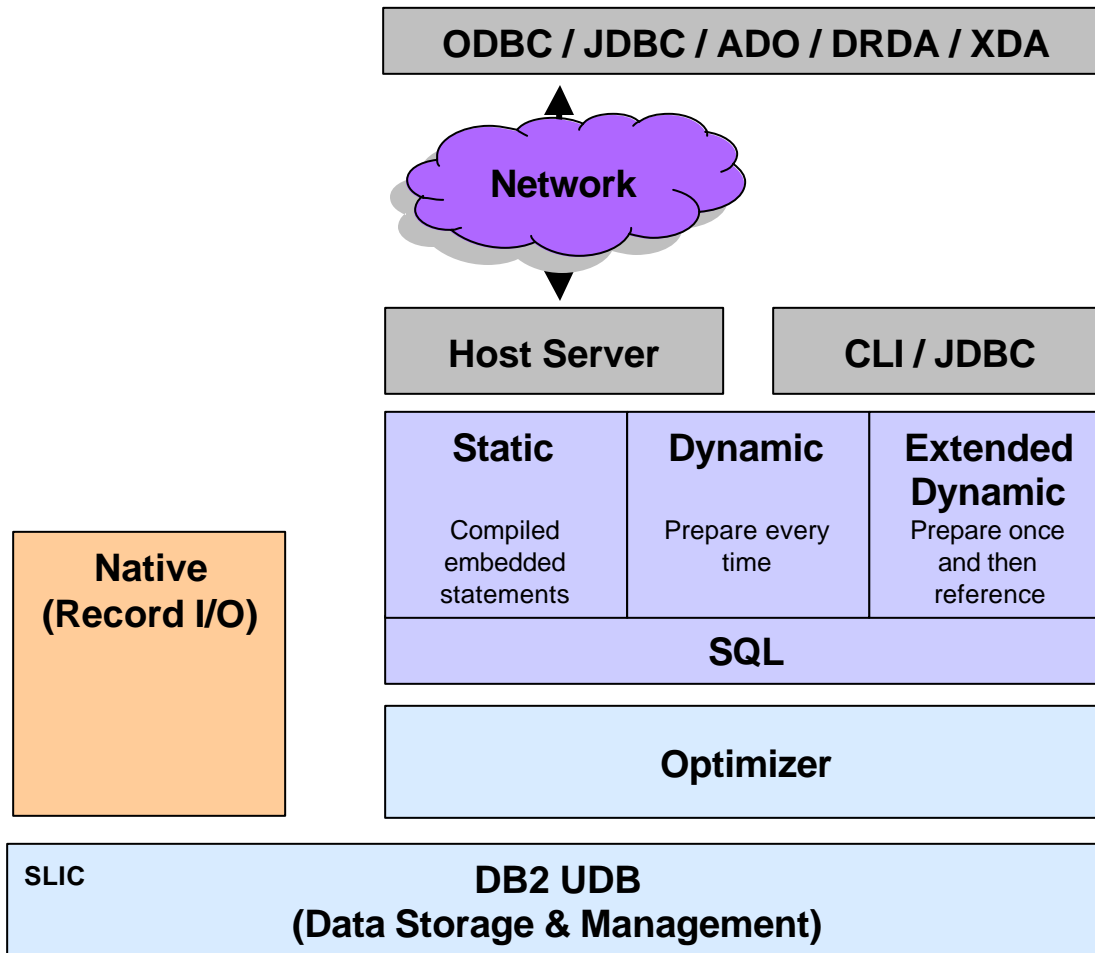 ODBC / JDBC / ADO / DRDA / XDA
Network
Host Server
CLI / JDBC
Static
Compiled
embedded
statements
Dynamic
Prepare every
time
Extended
Dynamic
Prepare once
and then
reference
SQL
Native
(Record I/O)
Optimizer
SLIC
DB2 UDB
(Data Storage & Management)